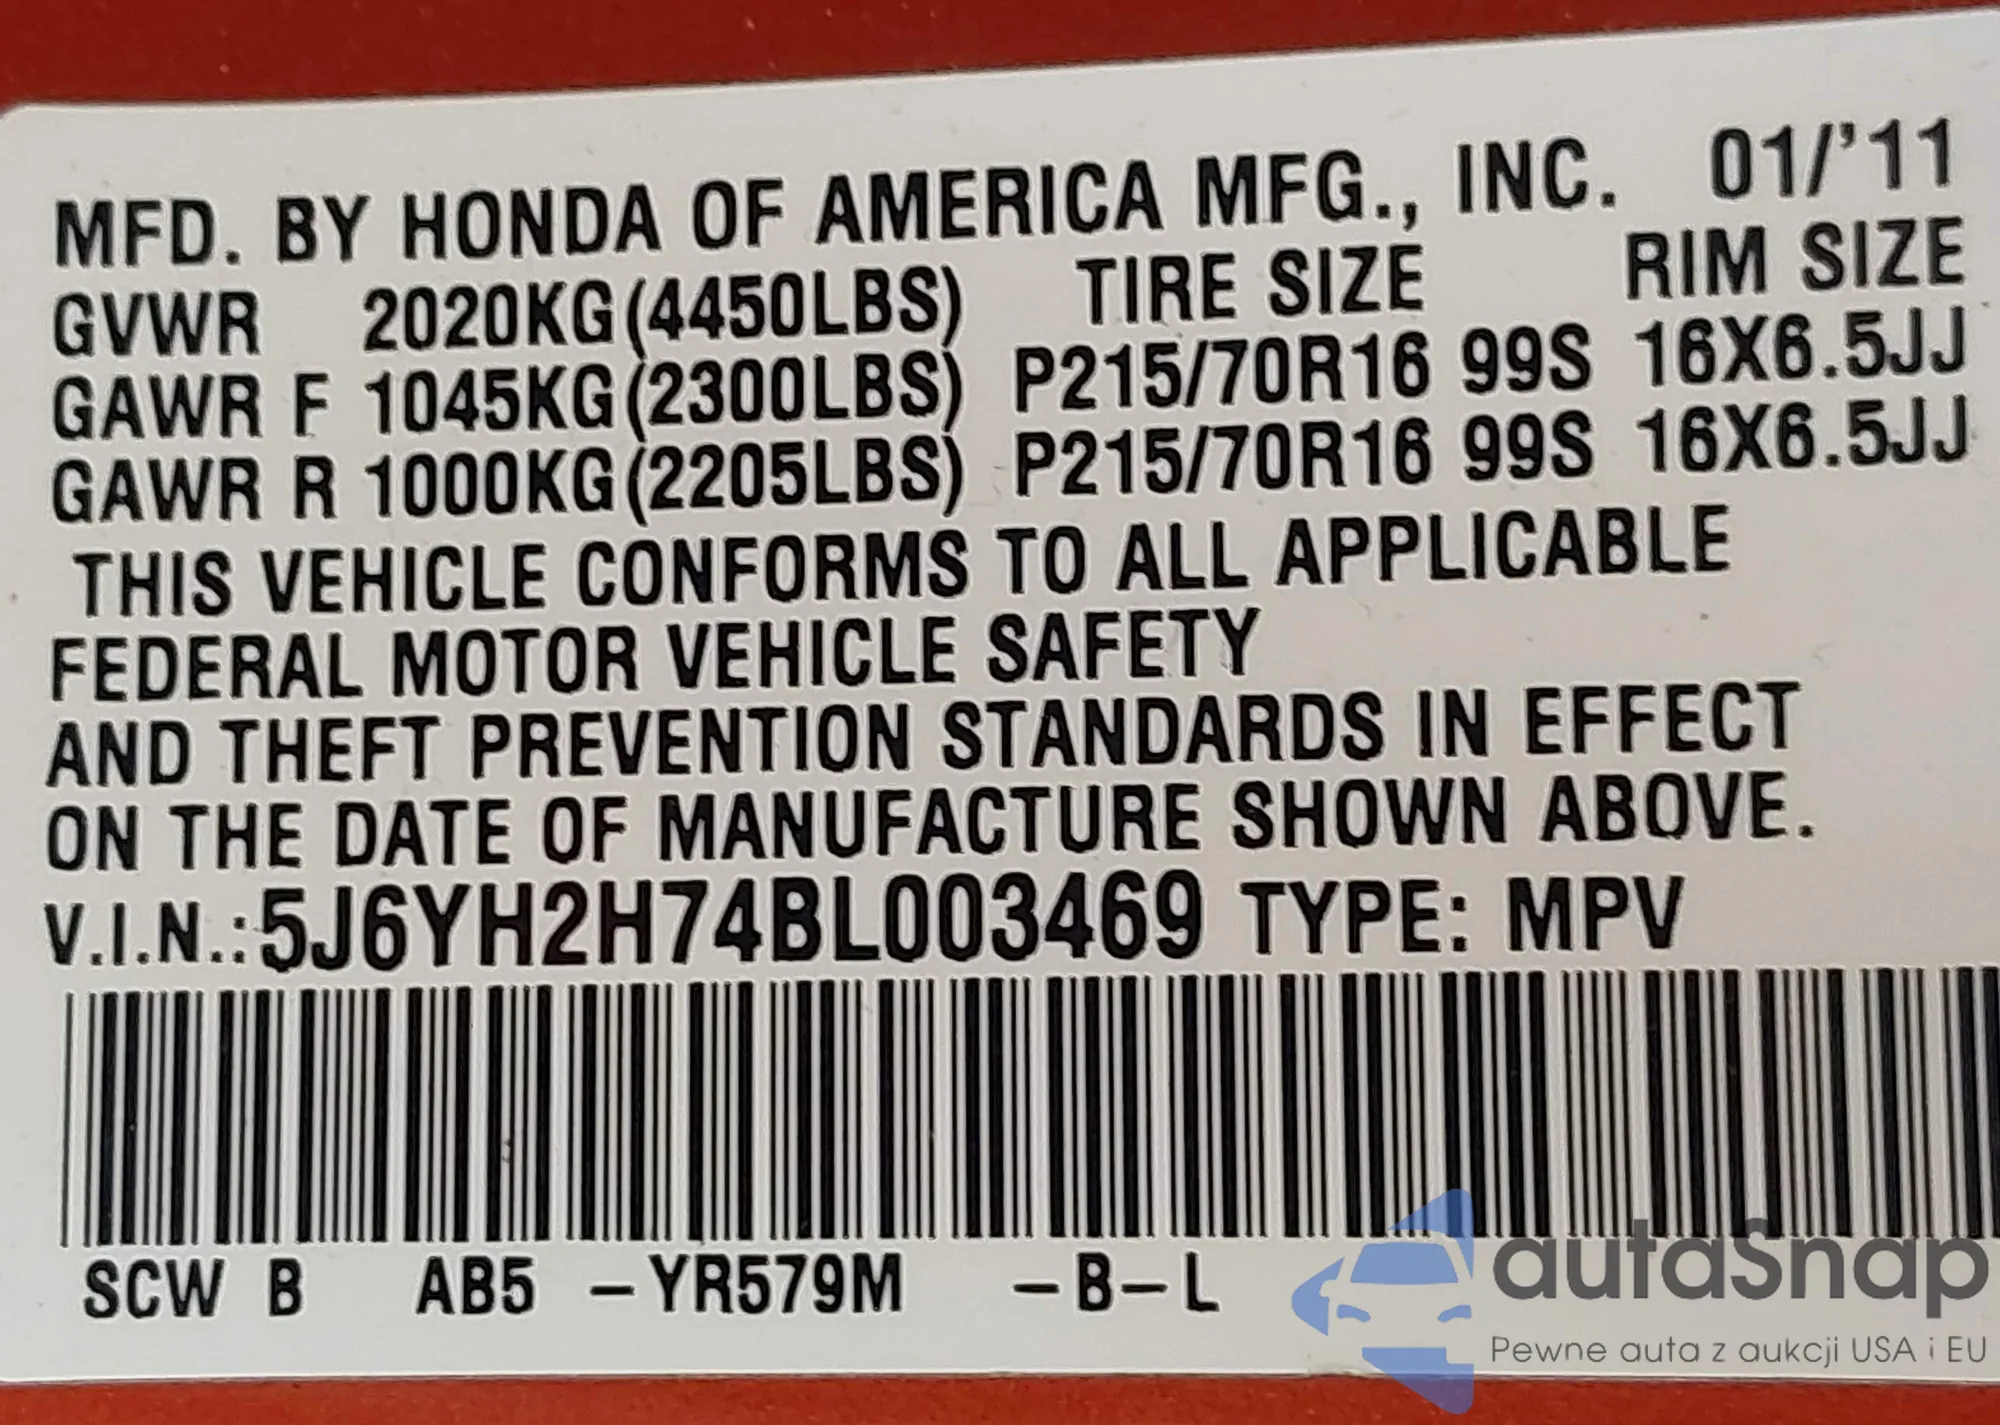 MFD. BY HONDA OF AMERICA MFG., INC. 01/'11
GVWR 2020KG(4450LBS) TIRE SIZE RIM SIZE
GAWR F 1045KG(2300LBS) P215/70R16 99S 16X6.5JJ
GAWR R 1000KG(2205LBS) P215/70R16 99S 16X6.5JJ
THIS VEHICLE CONFORMS TO ALL APPLICABLE
FEDERAL MOTOR VEHICLE SAFETY
AND THEFT PREVENTION STANDARDS IN EFFECT
ON THE DATE OF MANUFACTURE SHOWN ABOVE.
V.I.N.:5J6YH2H74BL003469 TYPE: MPV
SCW B AB5 -YR579M -B-L
autaSnap
Pewne auta z aukcji USA i EU